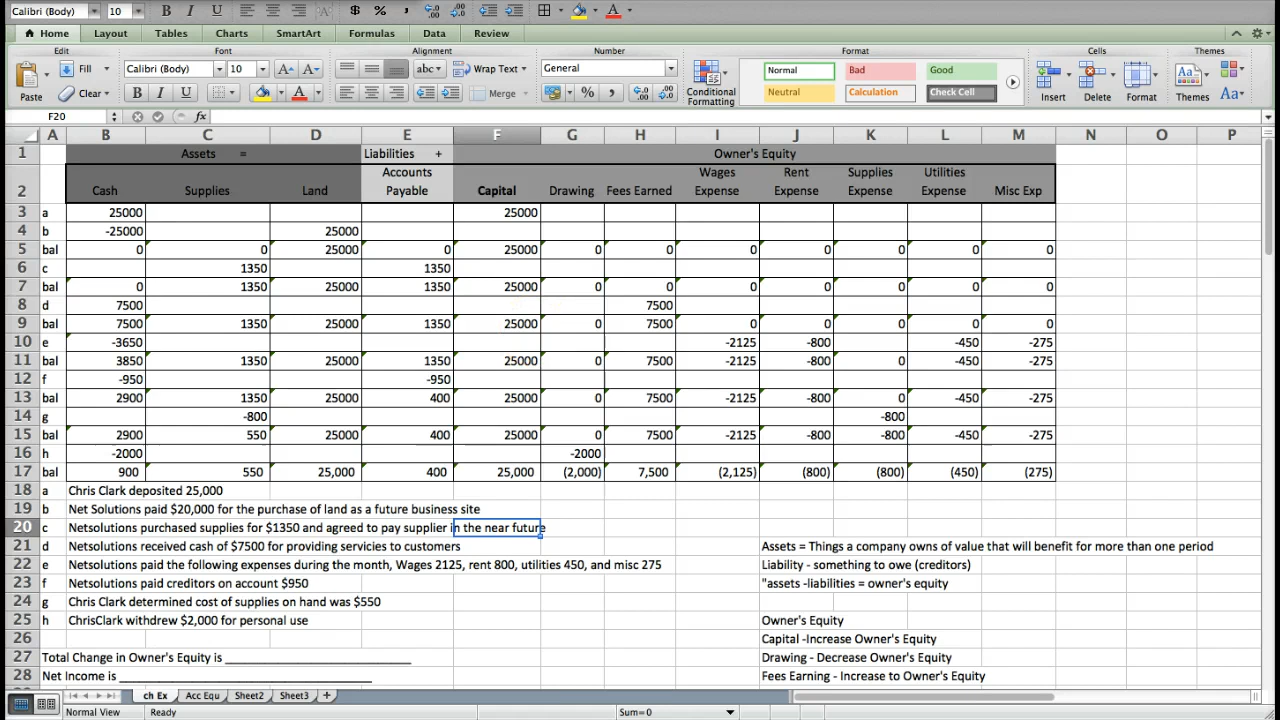 Calibri (Body) 10 B I U $ % , A
Home Layout Tables Charts SmartArt Formulas Data Review
Edit Font Alignment Number Format Cells Themes
Paste Fill Clear Calibri (Body) 10 A A B I U A abc Wrap Text Merge General % , Conditional Formatting Normal Bad Good Neutral Calculation Check Cell Insert Delete Format Themes Aa
F20 fx
A B C D E F G H I J K L M N O P
1 Assets = Liabilities + Owner's Equity
2 Cash Supplies Land Accounts Payable Capital Drawing Fees Earned Wages Expense Rent Expense Supplies Expense Utilities Expense Misc Exp
3 a 25000 25000
4 b -25000 25000
5 bal 0 0 25000 0 25000 0 0 0 0 0 0 0
6 c 1350 1350
7 bal 0 1350 25000 1350 25000 0 0 0 0 0 0 0
8 d 7500 7500
9 bal 7500 1350 25000 1350 25000 0 7500 0 0 0 0 0
10 e -3650 -2125 -800 -450 -275
11 bal 3850 1350 25000 1350 25000 0 7500 -2125 -800 0 -450 -275
12 f -950 -950
13 bal 2900 1350 25000 400 25000 0 7500 -2125 -800 0 -450 -275
14 g -800 -800
15 bal 2900 550 25000 400 25000 0 7500 -2125 -800 -800 -450 -275
16 h -2000 -2000
17 bal 900 550 25,000 400 25,000 (2,000) 7,500 (2,125) (800) (800) (450) (275)
18 a Chris Clark deposited 25,000
19 b Net Solutions paid $20,000 for the purchase of land as a future business site
20 c Netsolutions purchased supplies for $1350 and agreed to pay supplier in the near future
21 d Netsolutions received cash of $7500 for providing servicies to customers Assets = Things a company owns of value that will benefit for more than one period
22 e Netsolutions paid the following expenses during the month, Wages 2125, rent 800, utilities 450, and misc 275 Liability - something to owe (creditors)
23 f Netsolutions paid creditors on account $950 "assets -liabilities = owner's equity
24 g Chris Clark determined cost of supplies on hand was $550
25 h ChrisClark withdrew $2,000 for personal use Owner's Equity
26 Capital -Increase Owner's Equity
27 Total Change in Owner's Equity is ____________________________ Drawing - Decrease Owner's Equity
28 Net Income is ______________________________________ Fees Earning - Increase to Owner's Equity
ch Ex Acc Equ Sheet2 Sheet3 +
Normal View Ready Sum=0